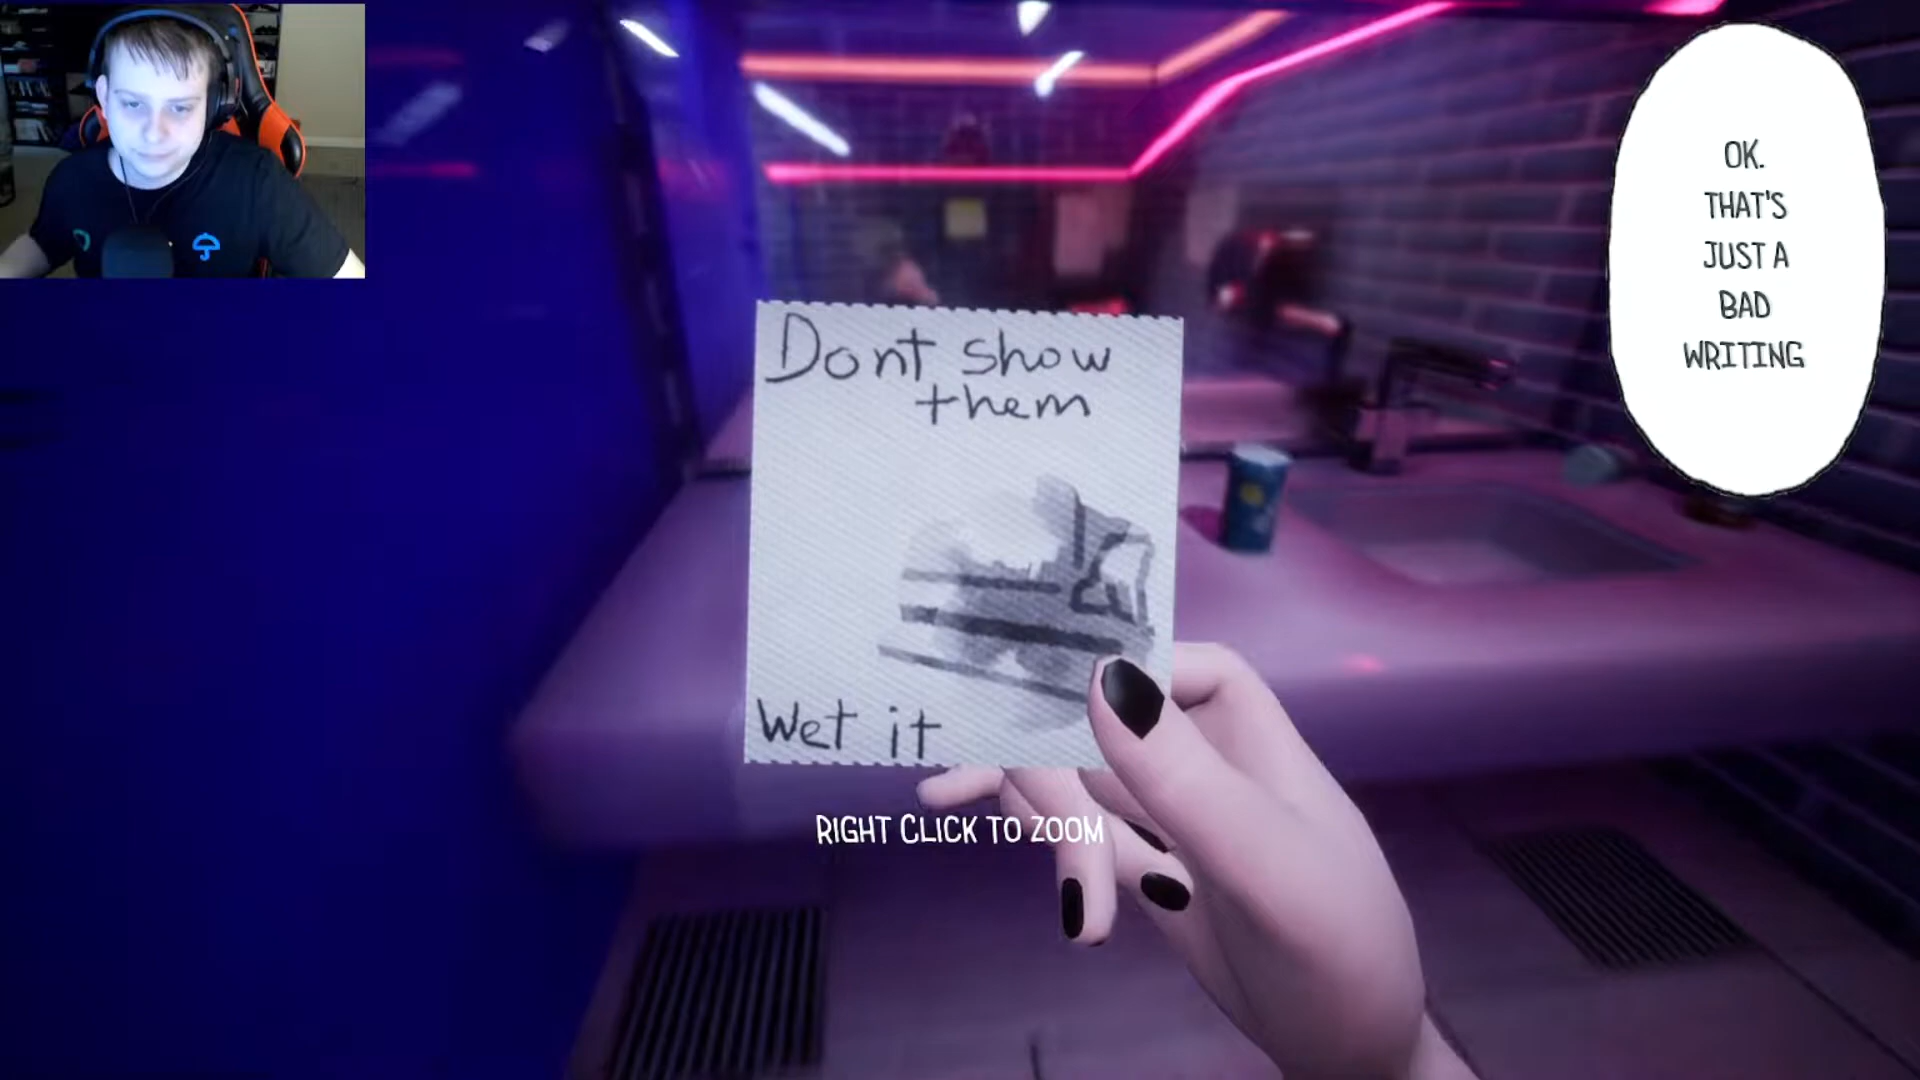 Dont show
them
Wet it
RIGHT CLICK TO ZOOM
OK.
THAT'S
JUST A
BAD
WRITING